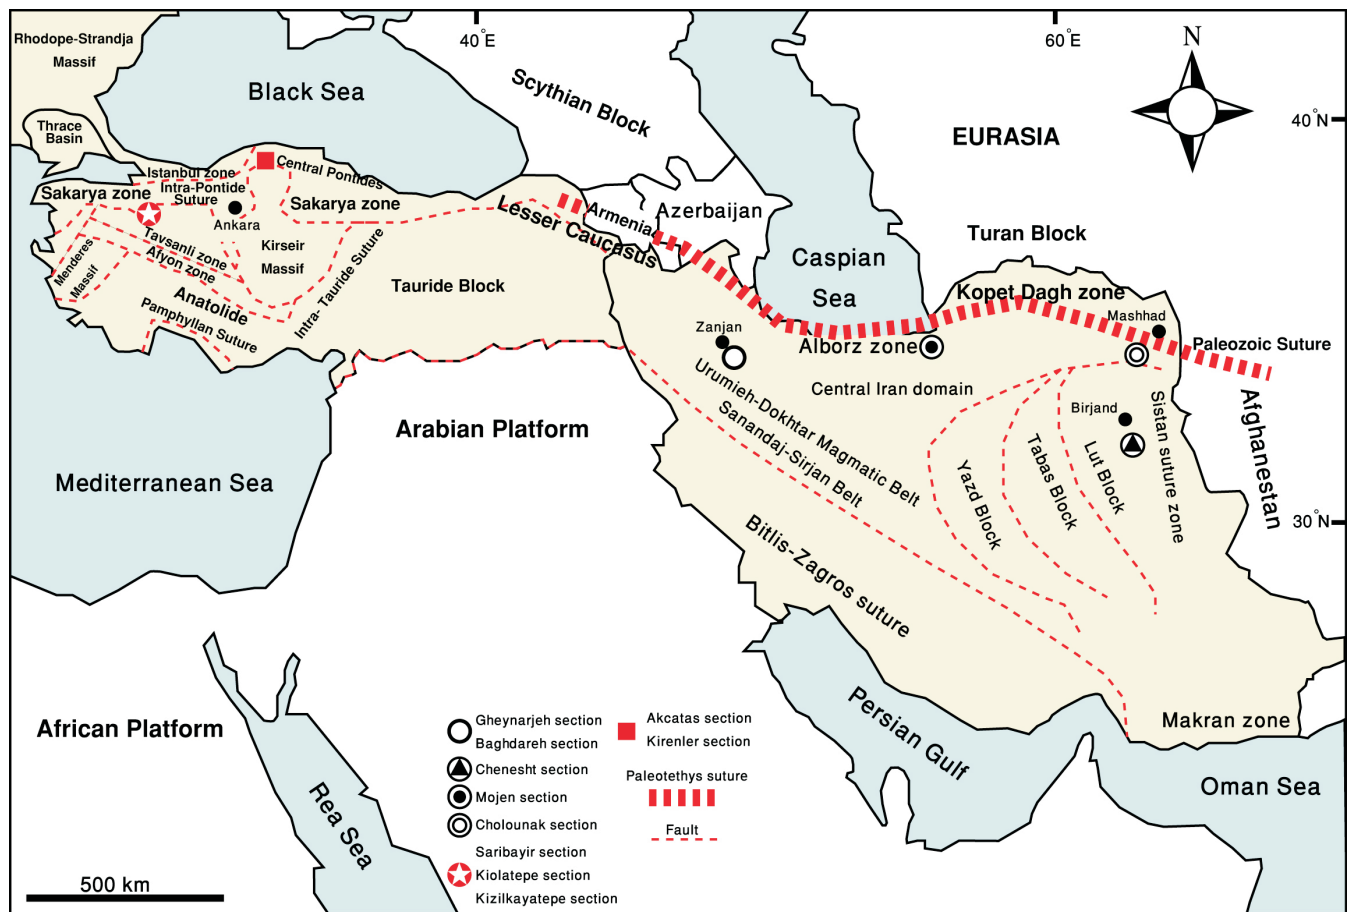 40°E
60°E
N
Rhodope-Strandja
Massif
Black Sea
Scythian Block
EURASIA
40°N
Thrace
Basin
Istanbul zone
Central Pontides
Sakarya zone
Intra-Pontide
Suture
Sakarya zone
Ankara
Lesser Caucasus
Armenia
Azerbaijan
Turan Block
Tavsanli zone
Afyon zone
Menderes
Massif
Kirseir
Massif
Caspian
Sea
Anatolide
Pamphyllan Suture
Intra- Tauride Suture
Tauride Block
Kopet Dagh zone
Mashhad
Zanjan
Alborz zone
Paleozoic Suture
Urumieh-Dokhtar Magmatic Belt
Sanandaj-Sirjan Belt
Central Iran domain
Birjand
Afghanestan
Arabian Platform
Sistan suture zone
Yazd Block
Tabas Block
Lut Block
Mediterranean Sea
30°N
Bitlis-Zagros suture
African Platform
Rea Sea
Persian Gulf
Makran zone
Oman Sea
Gheynarjeh section
Baghdareh section
Chenesht section
Mojen section
Cholounak section
Saribayir section
Kiolatepe section
Kizilkayatepe section
Akcatas section
Kirenler section
Paleotethys suture
Fault
500 km